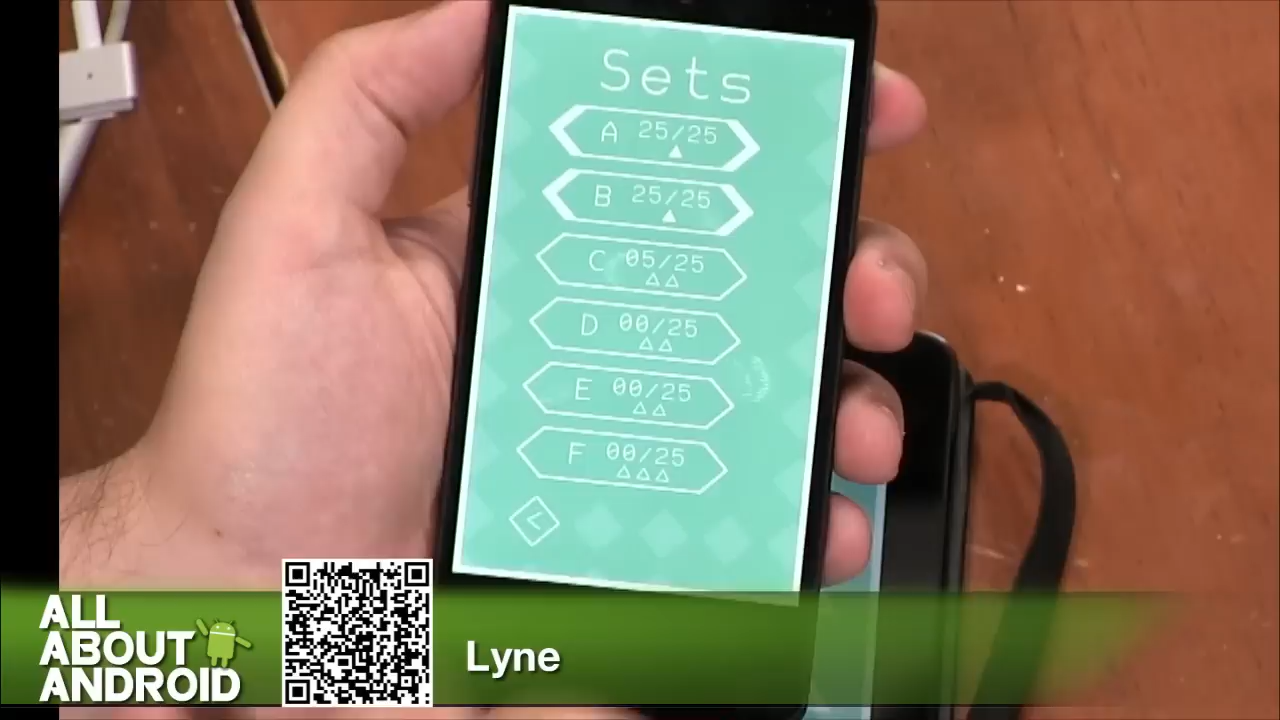 Sets
A 25/25
B 25/25
C 05/25
D 00/25
E 00/25
F 00/25
ALL
ABOUT
ANDROID
Lyne